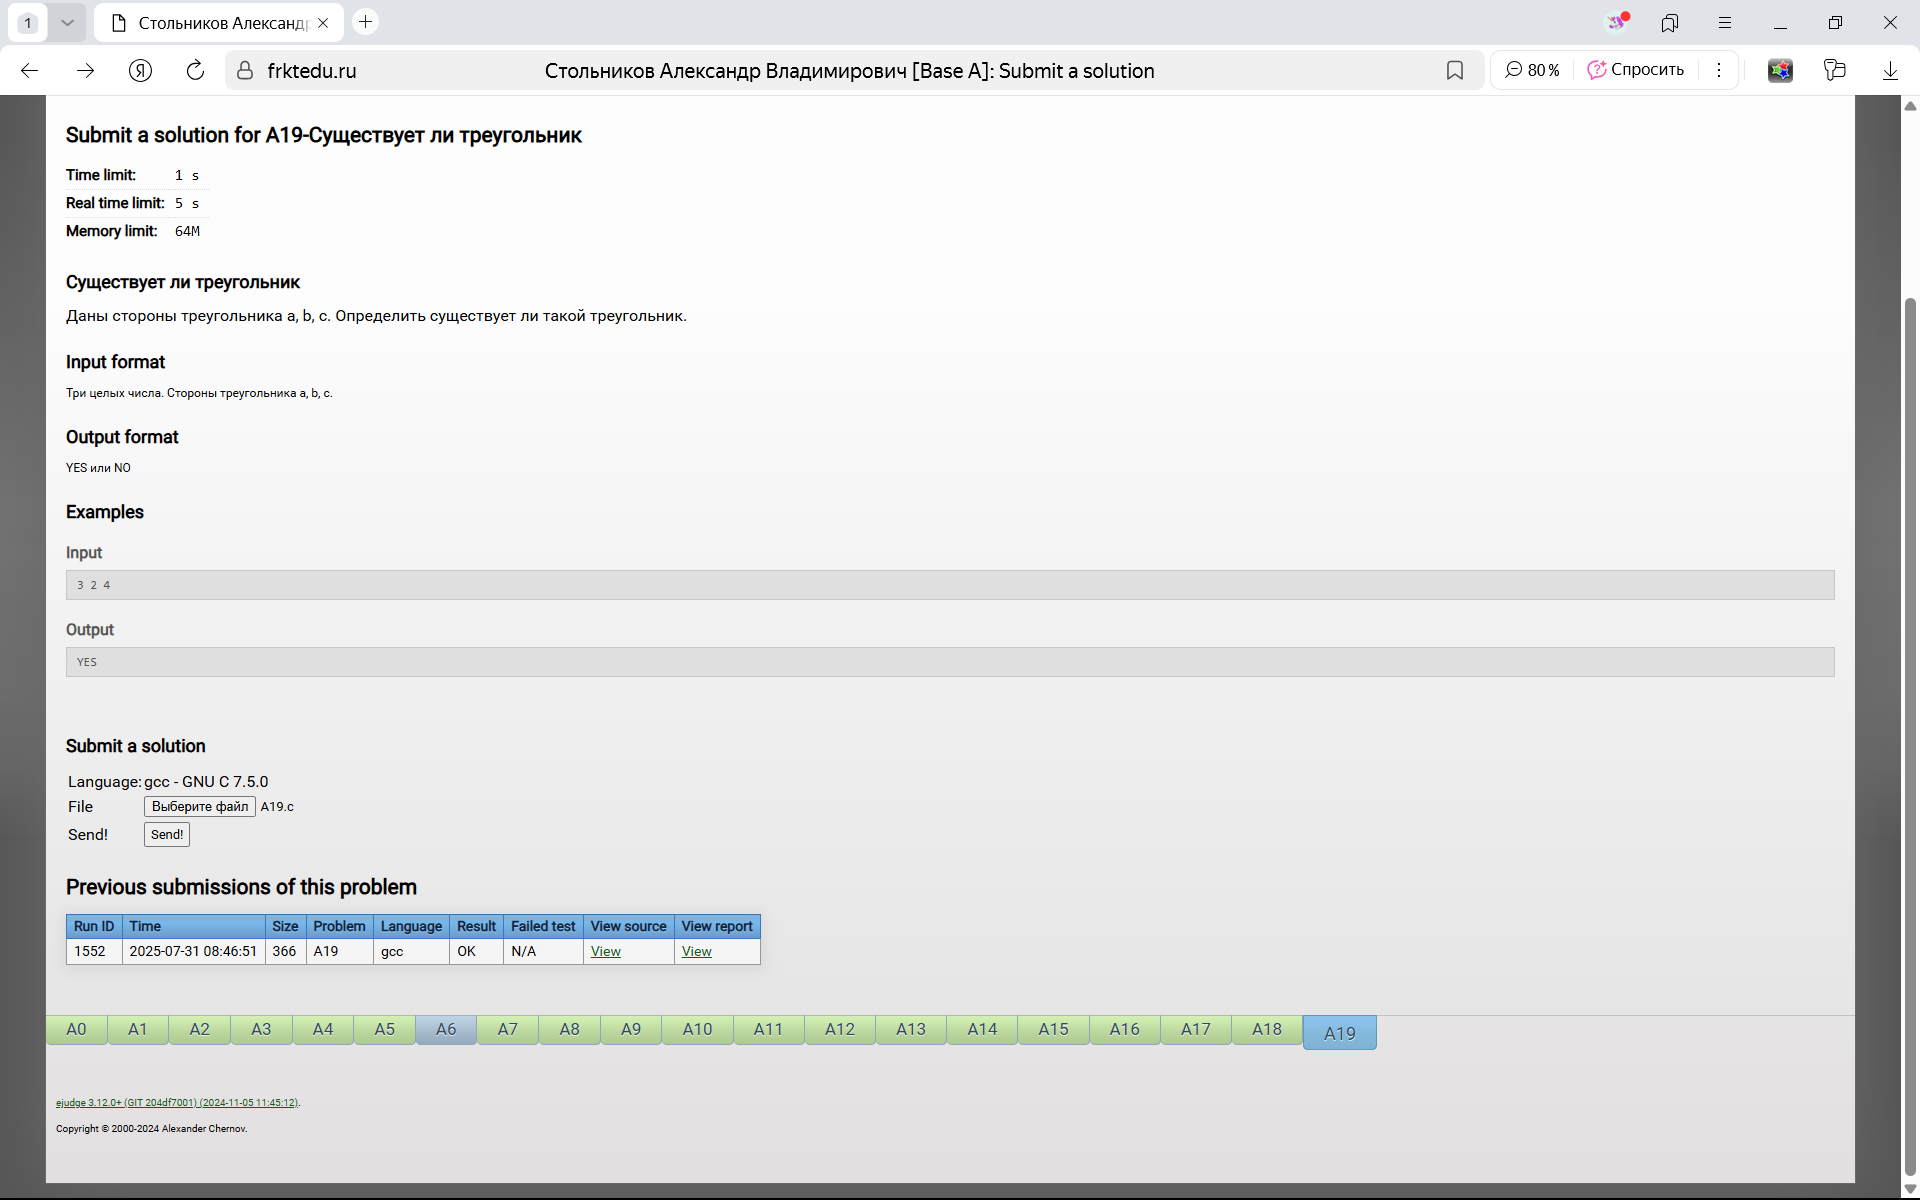 1
Стольников Александр
frktedu.ru
Стольников Александр Владимирович [Base A]: Submit a solution
80 %
Спросить
Submit a solution for A19-Существует ли треугольник
Time limit: 1 s
Real time limit: 5 s
Memory limit: 64M
Существует ли треугольник
Даны стороны треугольника a, b, c. Определить существует ли такой треугольник.
Input format
Три целых числа. Стороны треугольника a, b, c.
Output format
YES или NO
Examples
Input
3 2 4
Output
YES
Submit a solution
Language: gcc - GNU C 7.5.0
File Выберите файл A19.c
Send! Send!
Previous submissions of this problem
Run ID Time Size Problem Language Result Failed test View source View report
1552 2025-07-31 08:46:51 366 A19 gcc OK N/A View View
A0 A1 A2 A3 A4 A5 A6 A7 A8 A9 A10 A11 A12 A13 A14 A15 A16 A17 A18 A19
ejudge 3.12.0+ (GIT 204df7001) (2024-11-05 11:45:12).
Copyright © 2000-2024 Alexander Chernov.